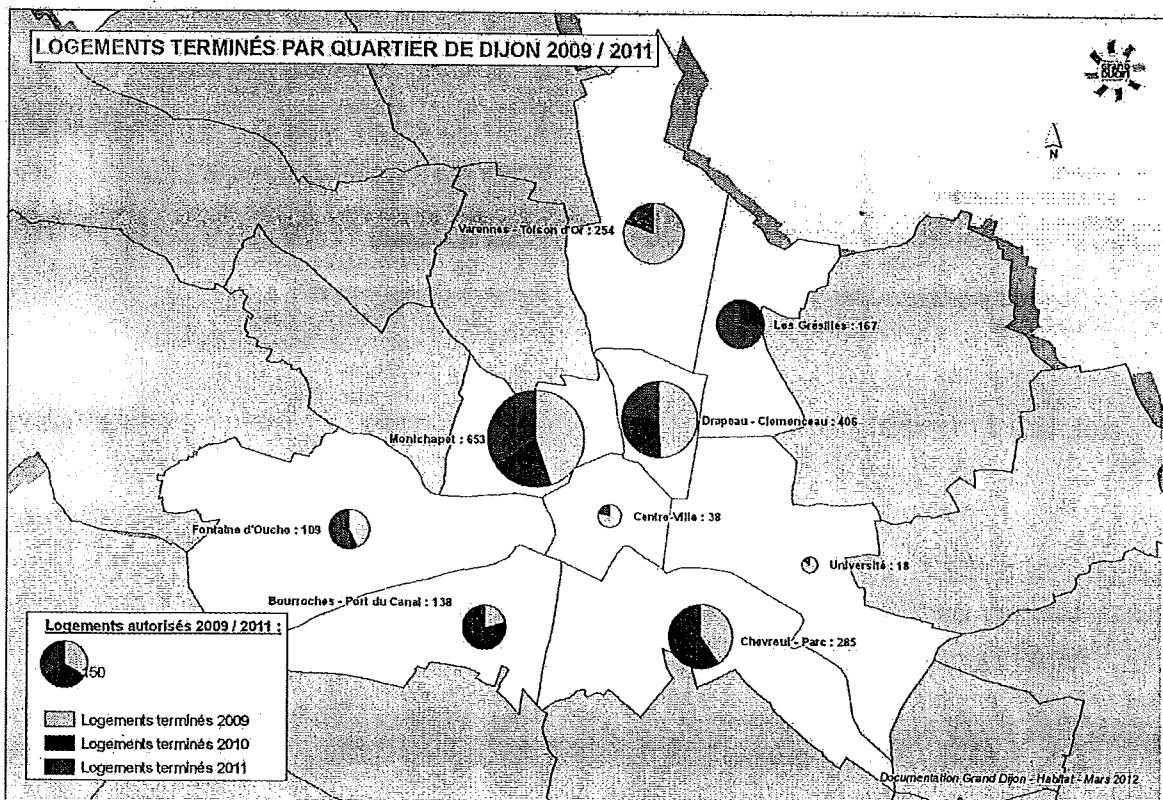 LOGEMENTS TERMINÉS PAR QUARTIER DE DIJON 2009 / 2011
GRAND
DIJON
N
Varennes - Toison d'Or : 254
Les Grésilles : 167
Montchapet : 653
Drapeau - Clemenceau : 406
Centre-Ville : 38
Fontaine d'Ouche : 109
Université : 18
Bourroches - Port du Canal : 138
Chevreul - Parc : 285
Logements autorisés 2009 / 2011 :
150
Logements terminés 2009
Logements terminés 2010
Logements terminés 2011
Documentation Grand Dijon - Habitat - Mars 2012